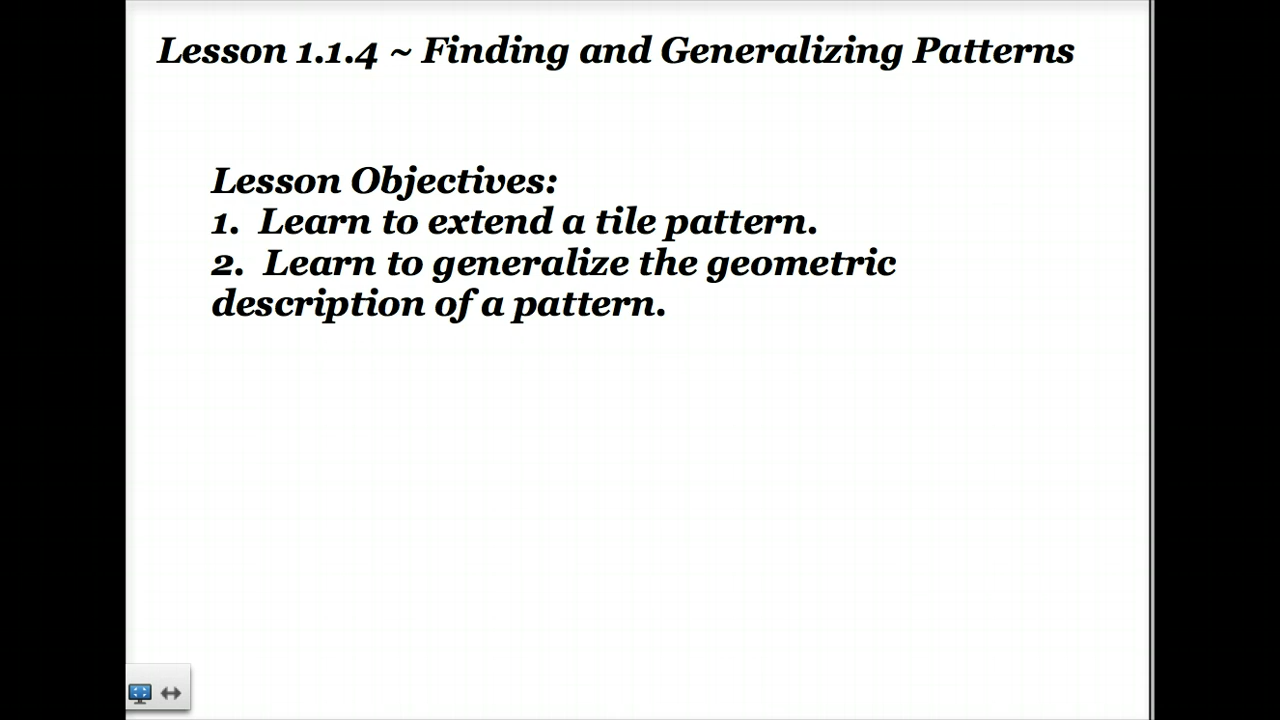 Lesson 1.1.4 ~ Finding and Generalizing Patterns
Lesson Objectives:
1.  Learn to extend a tile pattern.
2.  Learn to generalize the geometric
description of a pattern.